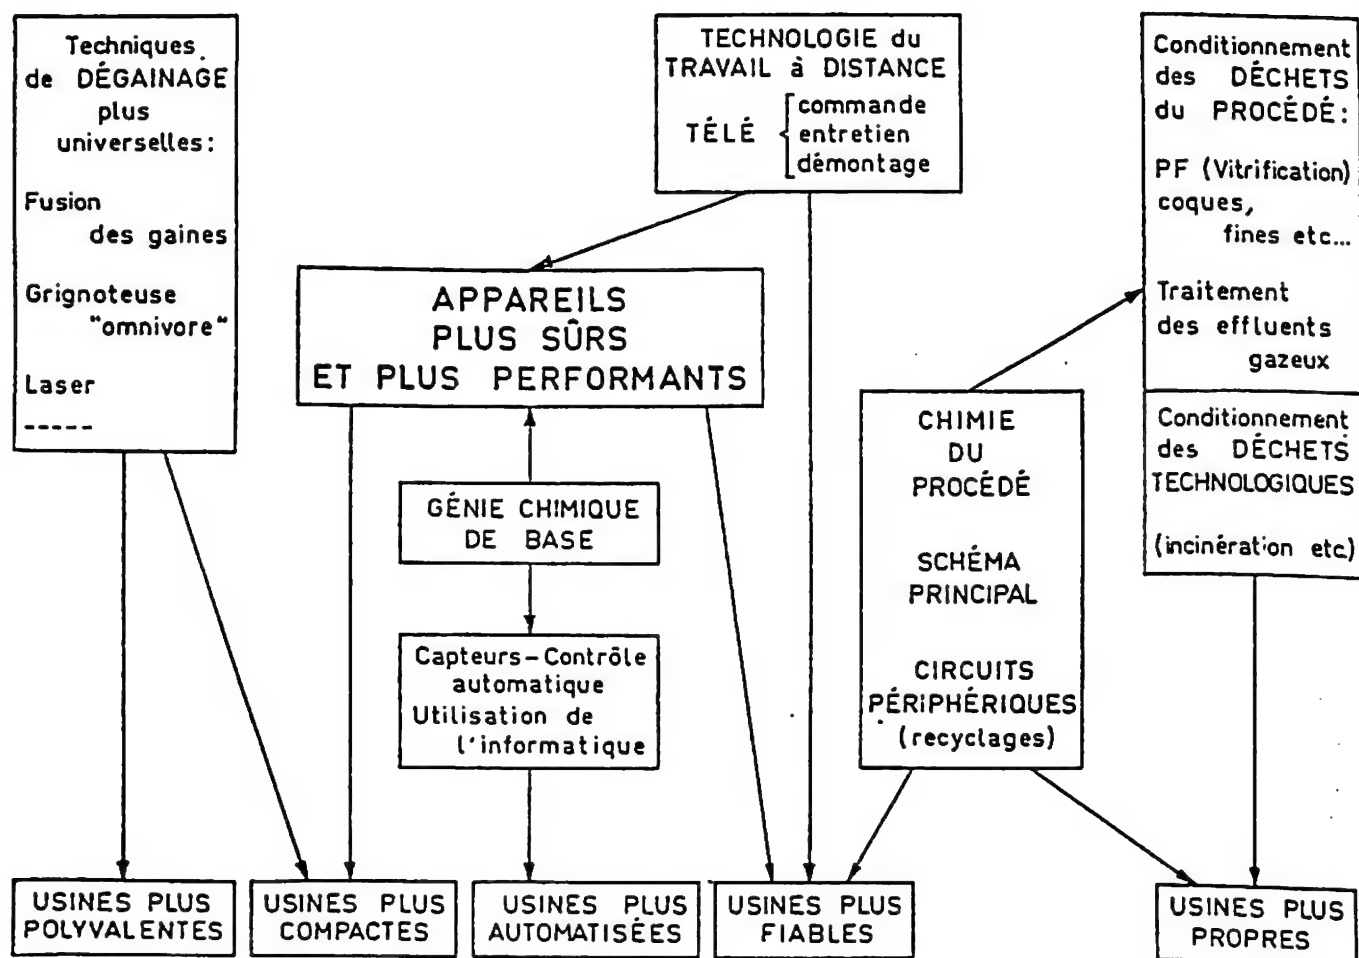 Techniques
de DÉGAINAGE
plus
universelles:
Fusion
des gaines
Grignoteuse
"omnivore"
Laser
-----
TECHNOLOGIE du
TRAVAIL à DISTANCE
TÉLÉ
commande
entretien
démontage
Conditionnement
des DÉCHETS
du PROCÉDÉ:
PF (Vitrification)
coques,
fines etc...
Traitement
des effluents
gazeux
APPAREILS
PLUS SÛRS
ET PLUS PERFORMANTS
GÉNIE CHIMIQUE
DE BASE
Capteurs-Contrôle
automatique
Utilisation de
l'informatique
CHIMIE
DU
PROCÉDÉ
SCHÉMA
PRINCIPAL
CIRCUITS
PÉRIPHÉRIQUES
(recyclages)
Conditionnement
des DÉCHETS
TECHNOLOGIQUES
(incinération etc)
USINES PLUS
POLYVALENTES
USINES PLUS
COMPACTES
USINES PLUS
AUTOMATISÉES
USINES PLUS
FIABLES
USINES PLUS
PROPRES